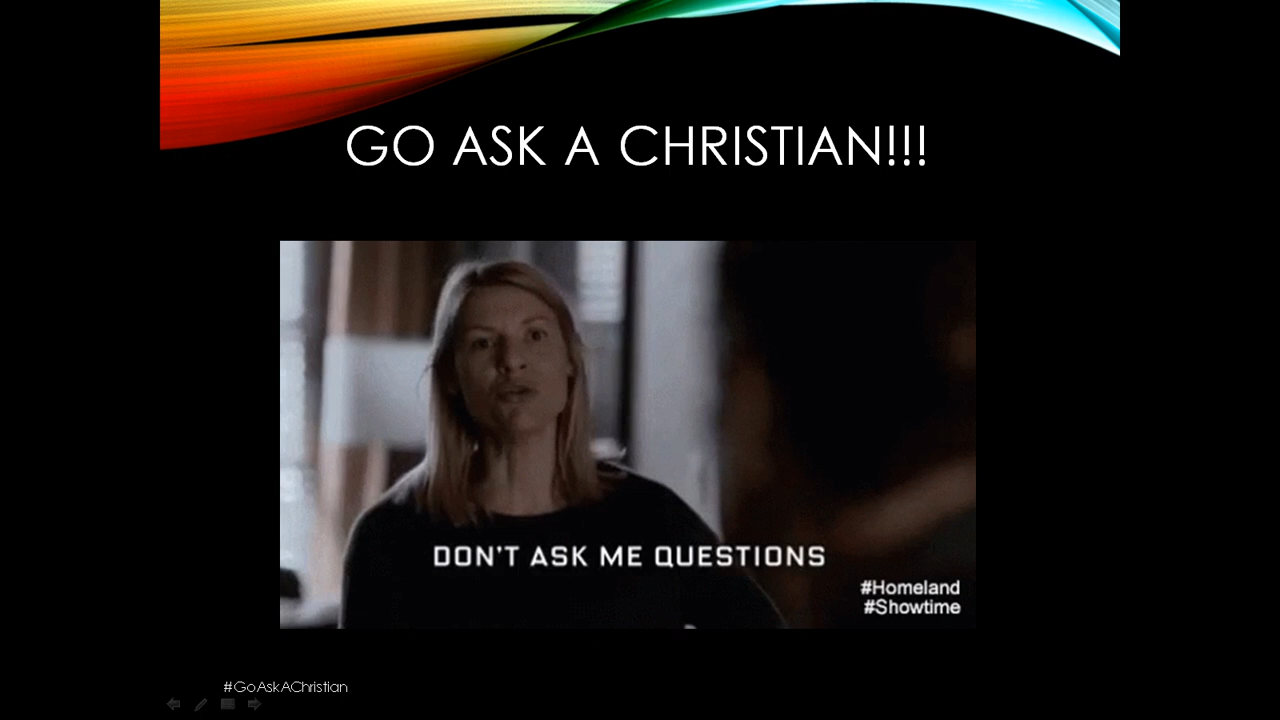 GO ASK A CHRISTIAN!!!
DON'T ASK ME QUESTIONS
#Homeland
#Showtime
#GoAskAChristian